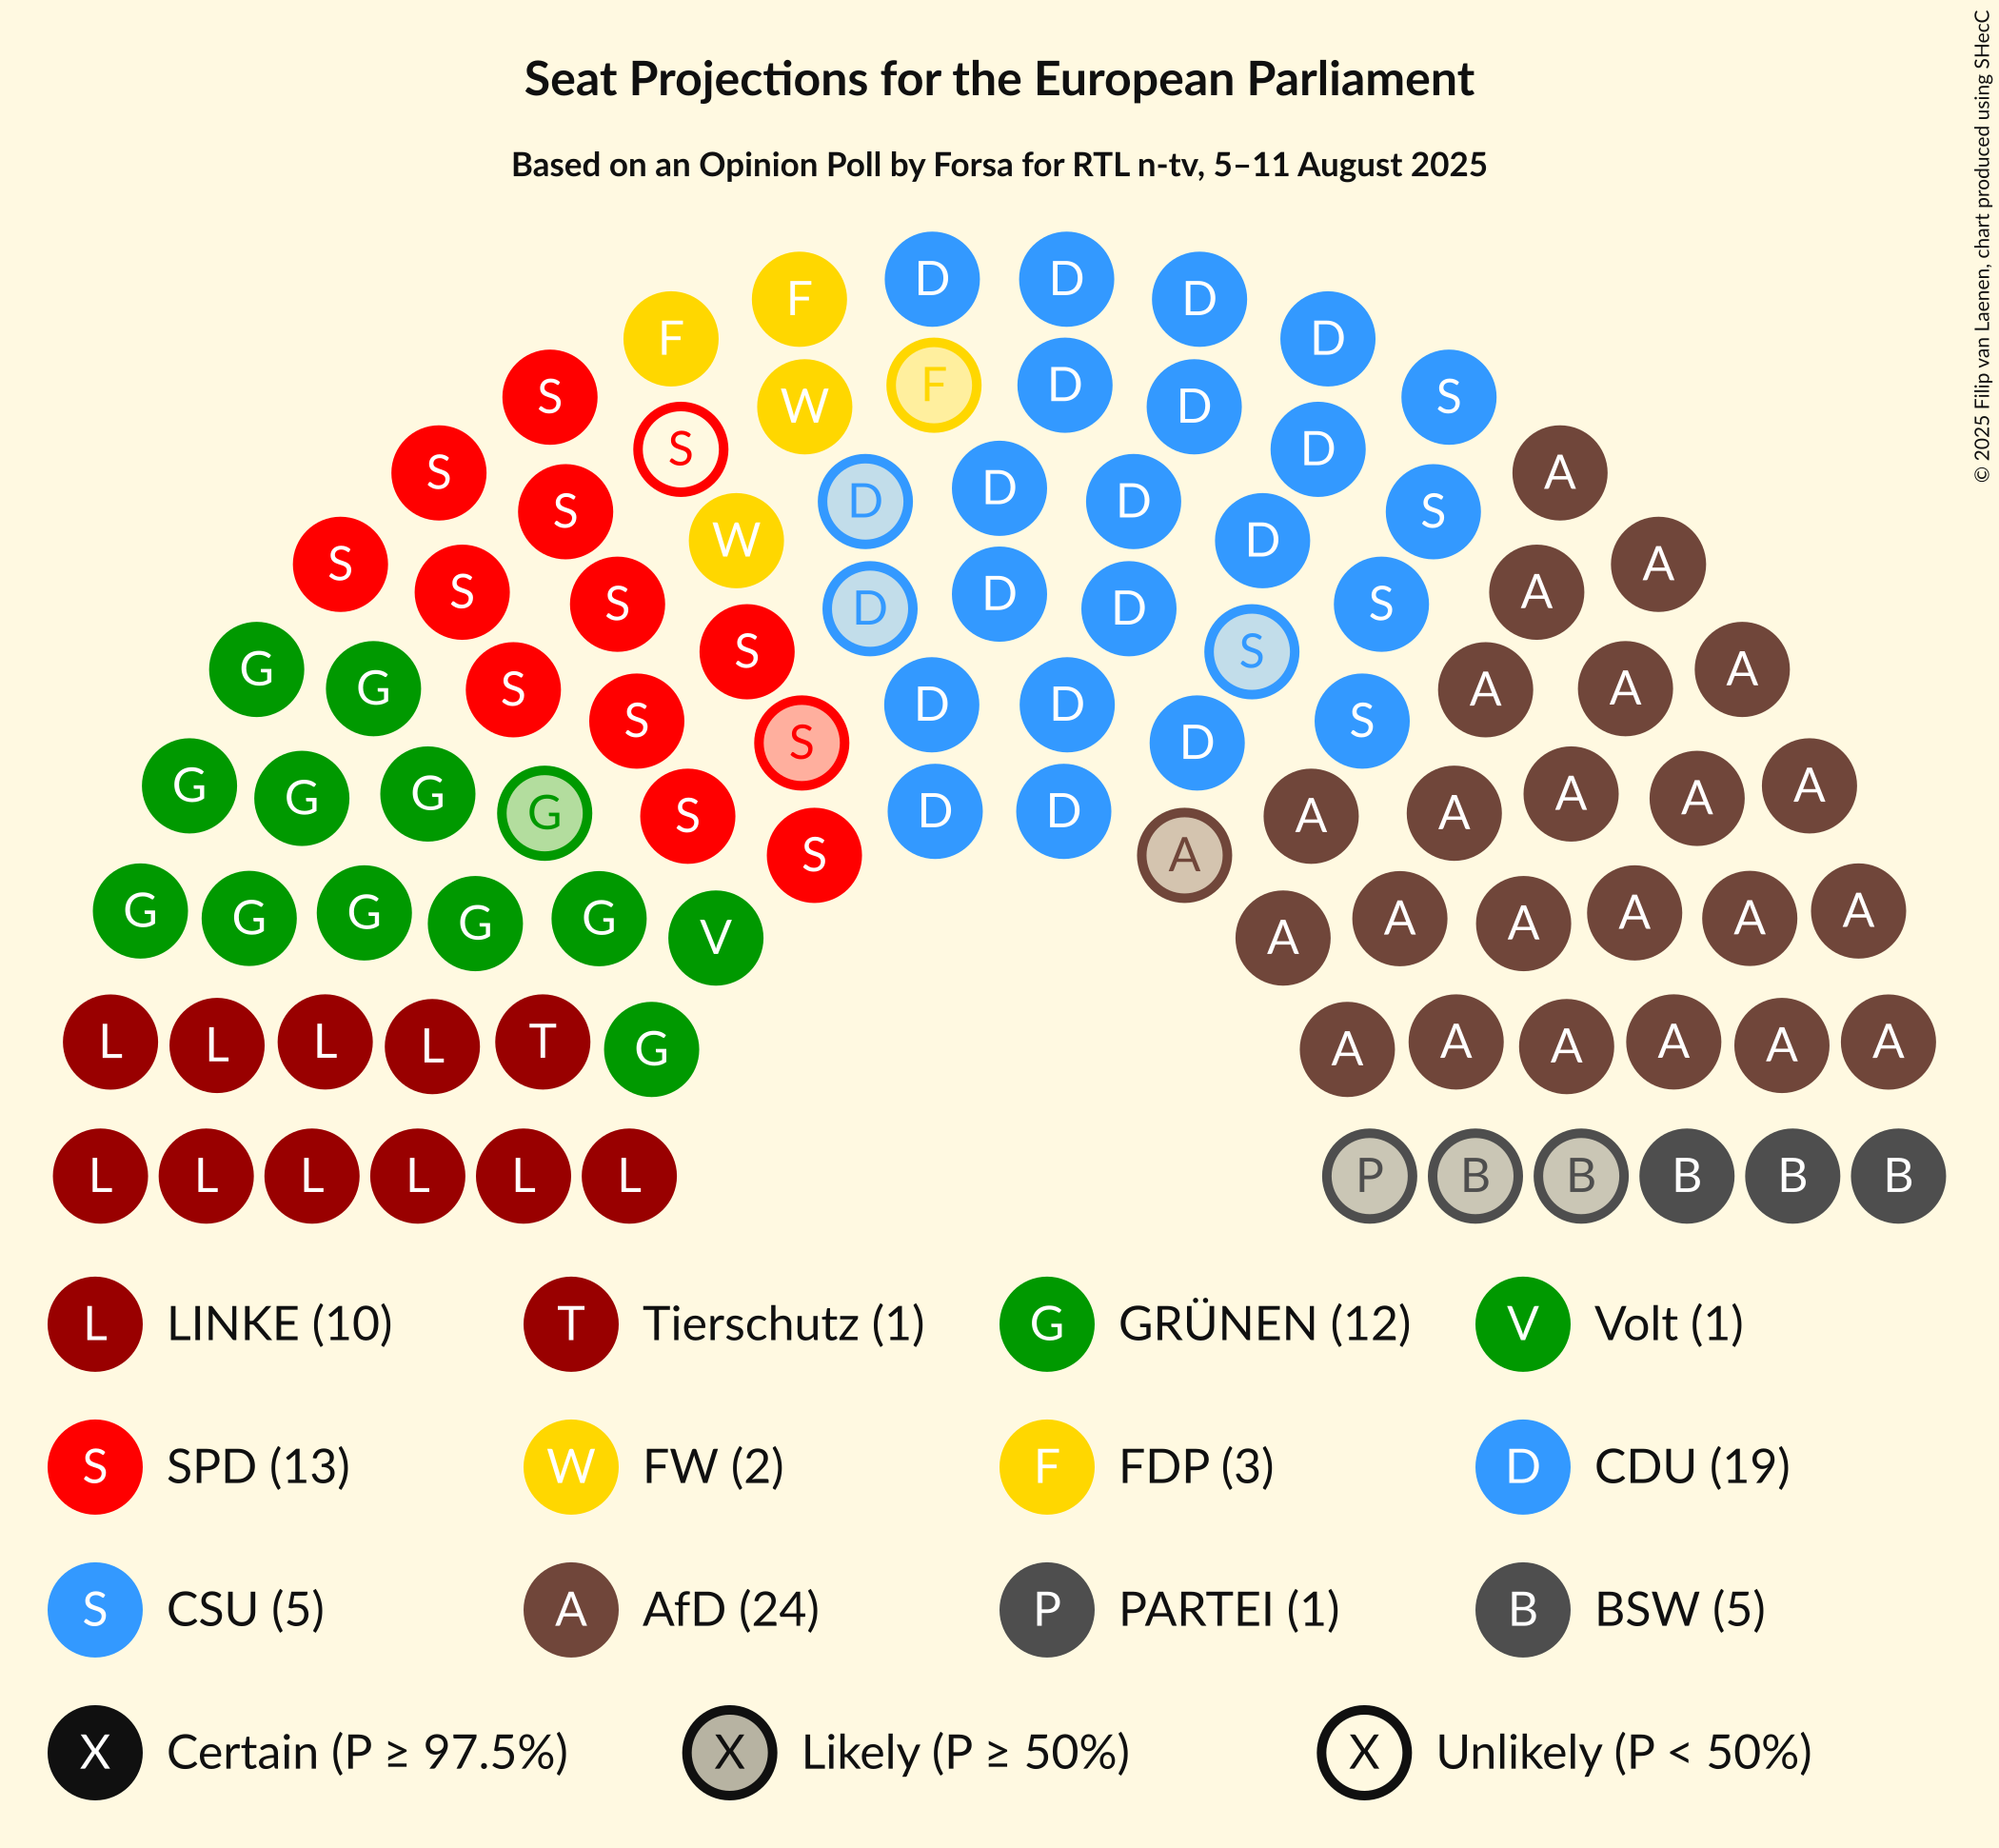 Seat Projections for the European Parliament
Based on an Opinion Poll by Forsa for RTL n-tv, 5–11 August 2025
© 2025 Filip van Laenen, chart produced using SHecC
D D
F D
F D
S F D S
W D
S S D A
D D D
S S S
W D
S A
S D A
S S D S
D
S S A
G G S S D D S A A A
D
S
G G G G S D D A A A A A
S S A
G G G G G V A A A A A A
L L L L T G A A A A A A
L L L L L L P B B B B B
L LINKE (10) T Tierschutz (1) G GRÜNEN (12) V Volt (1)
S SPD (13) W FW (2) F FDP (3) D CDU (19)
S CSU (5) A AfD (24) P PARTEI (1) B BSW (5)
X Certain (P ≥ 97.5%) X Likely (P ≥ 50%) X Unlikely (P < 50%)